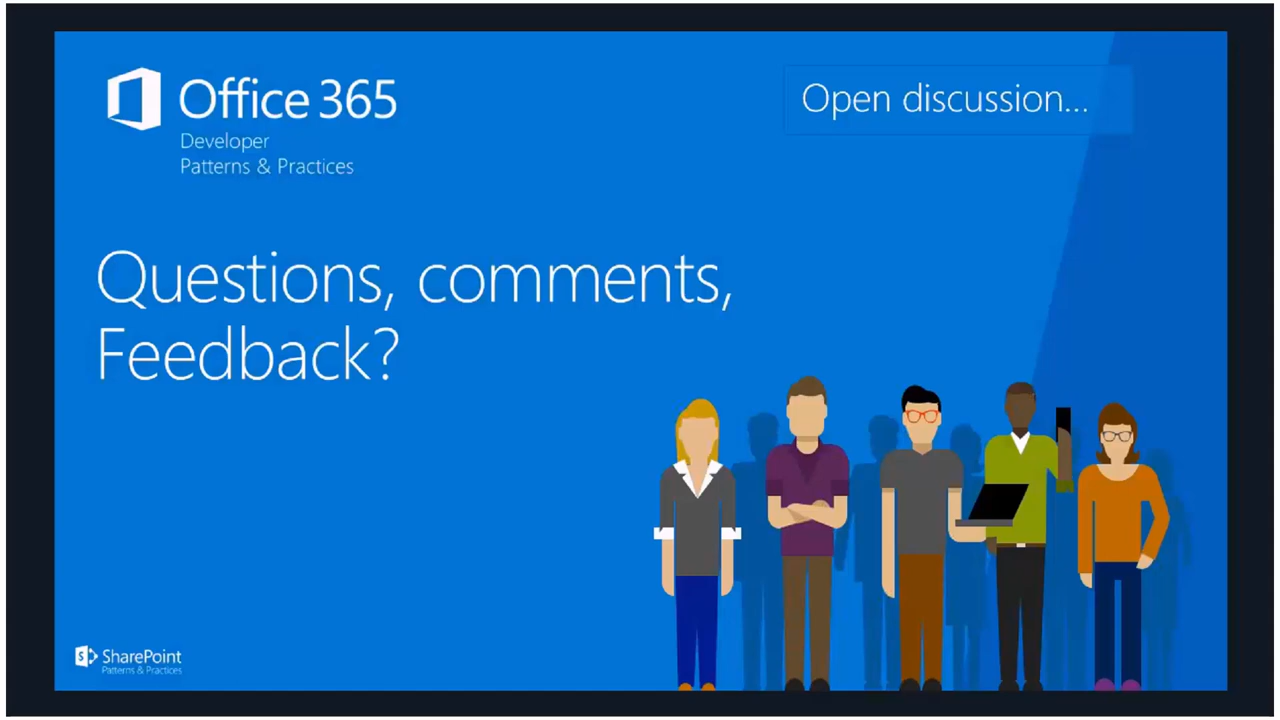 Office 365
Developer
Patterns & Practices
Open discussion...
Questions, comments,
Feedback?
S
SharePoint
Patterns & Practices